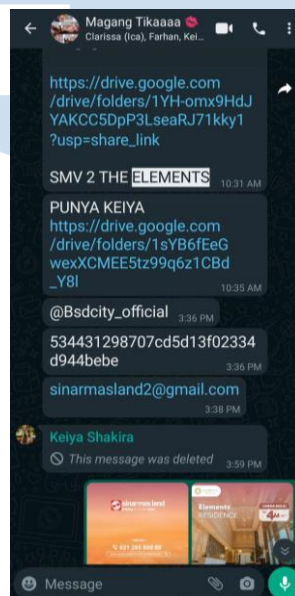 Magang Tikaaaa
Clarissa (Ica), Farhan, Kei...
https://drive.google.com
/drive/folders/1YH-omx9HdJ
YAKCC5DpP3LseaRJ71kky1
?usp=share_link
SMV 2 THE ELEMENTS
10:31 AM
PUNYA KEIYA
https://drive.google.com
/drive/folders/1sYB6fEeG
wexXCMEE5tz99q6z1CBd
_Y8l
10:35 AM
@Bsdcity_official
3:36 PM
534431298707cd5d13f02334
d944bebe
3:36 PM
sinarmasland2@gmail.com
3:38 PM
Keiya Shakira
This message was deleted
3:59 PM
sinarmas land
Elements
RESIDENCE
Message